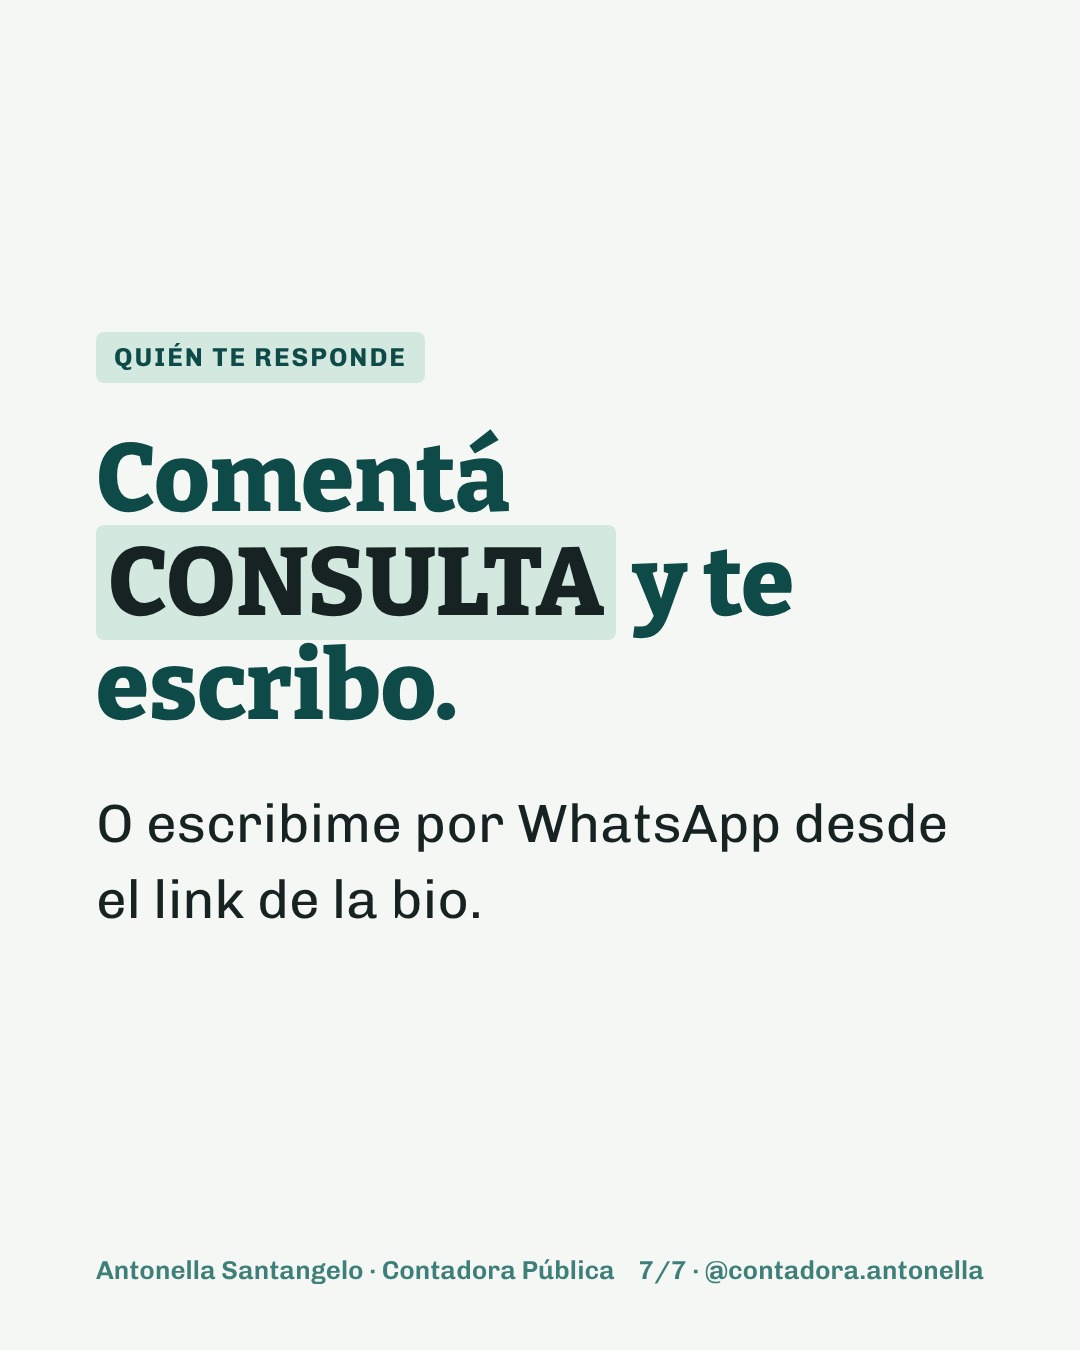 QUIÉN TE RESPONDE
Comentá
CONSULTA y te
escribo.
O escribime por WhatsApp desde
el link de la bio.
Antonella Santangelo · Contadora Pública 7/7 · @contadora.antonella